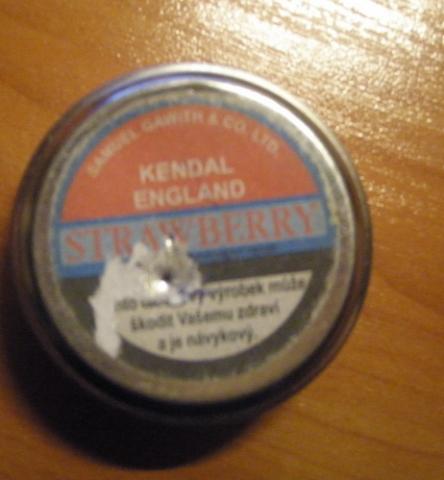 SAMUEL GAWITH & CO. LTD.
KENDAL
ENGLAND
STRAWBERRY
výrobek může
škodit Vašemu zdraví
a je návykový.